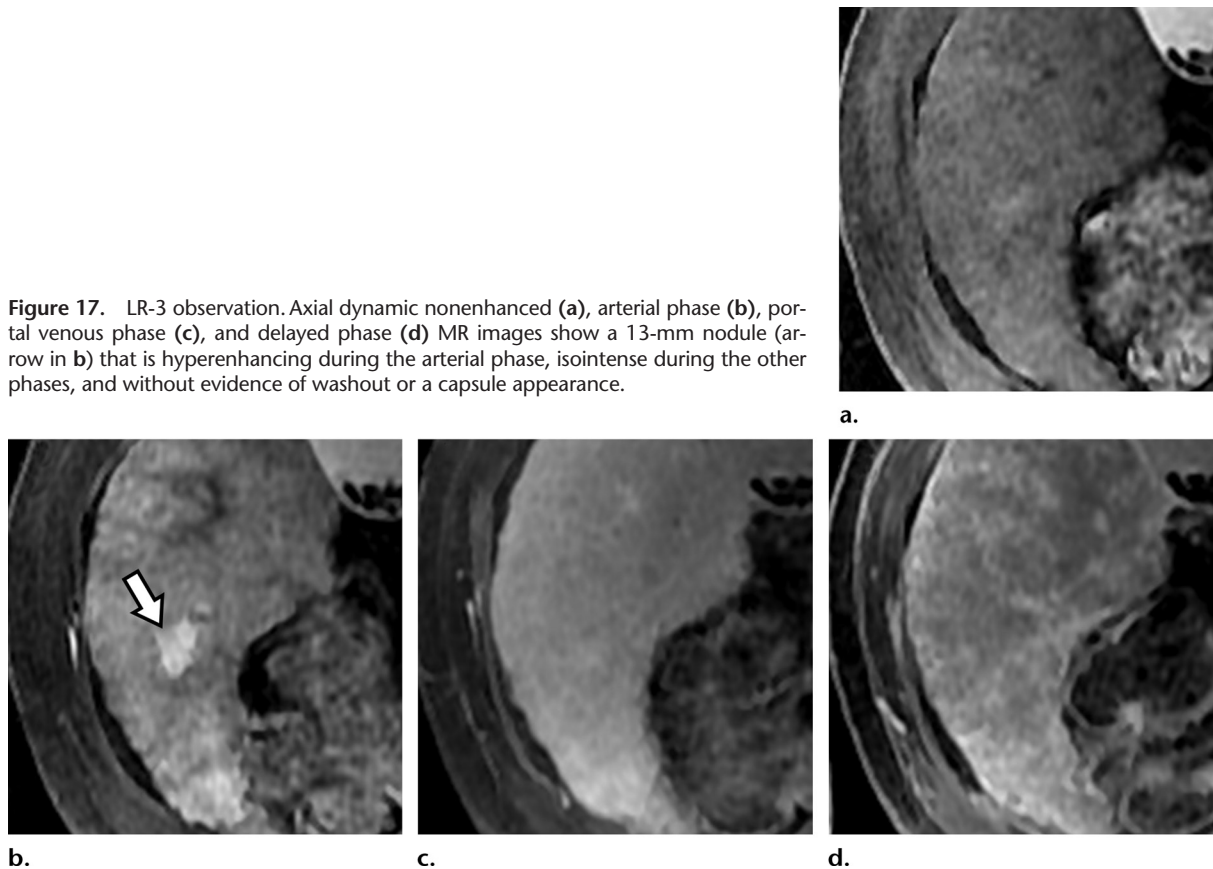 Figure 17. LR-3 observation. Axial dynamic nonenhanced (a), arterial phase (b), por-
tal venous phase (c), and delayed phase (d) MR images show a 13-mm nodule (ar-
row in b) that is hyperenhancing during the arterial phase, isointense during the other
phases, and without evidence of washout or a capsule appearance.
a.
b.
c.
d.